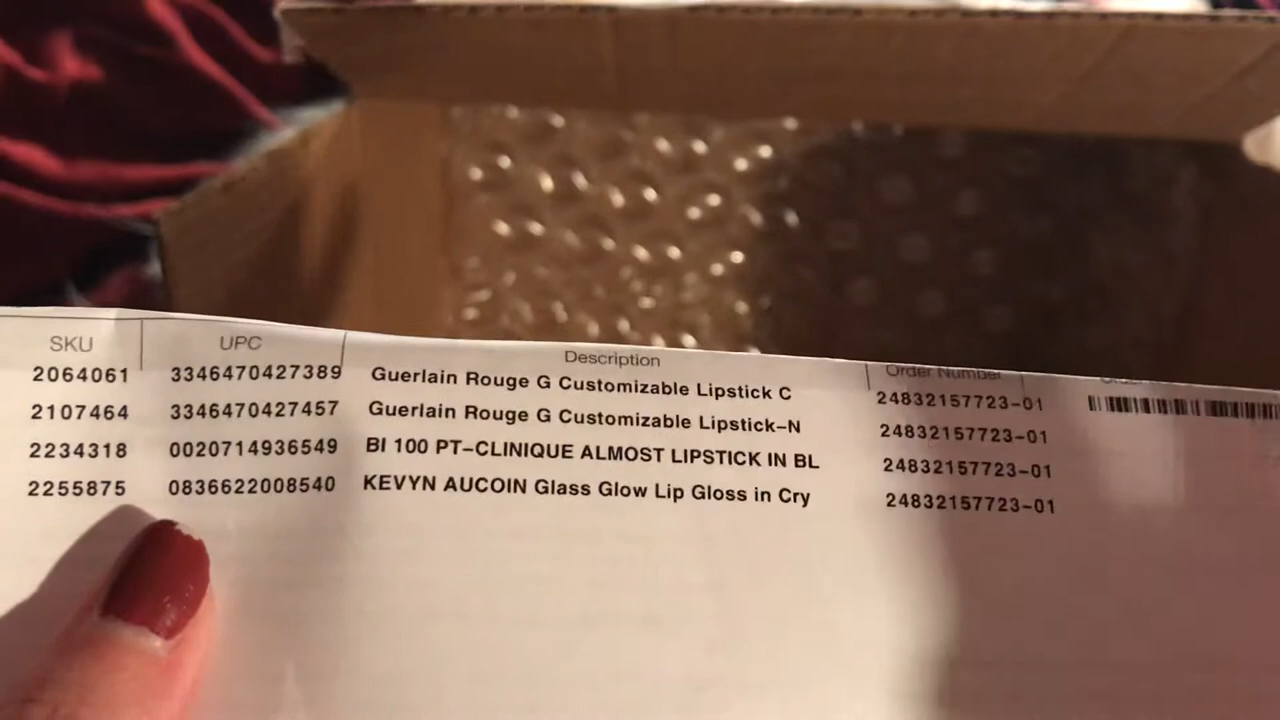 SKU UPC Description Order Number
2064061 3346470427389 Guerlain Rouge G Customizable Lipstick C 24832157723-01
2107464 3346470427457 Guerlain Rouge G Customizable Lipstick-N 24832157723-01
2234318 0020714936549 BI 100 PT-CLINIQUE ALMOST LIPSTICK IN BL 24832157723-01
2255875 0836622008540 KEVYN AUCOIN Glass Glow Lip Gloss in Cry 24832157723-01